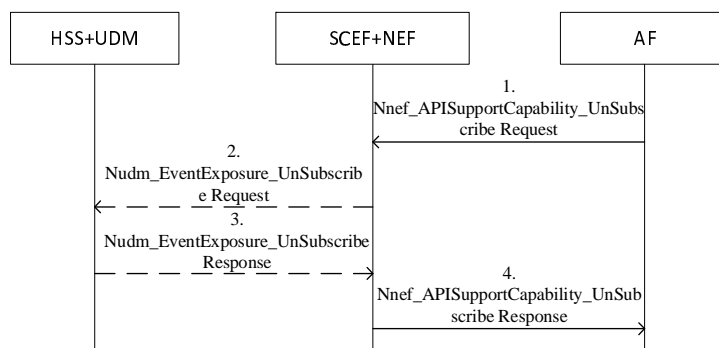 HSS+UDM
SCEF+NEF
AF
1.
Nnef_APISupportCapability_UnSubs
cribe Request
2.
Nudm_EventExposure_UnSubscrib
e Request
3.
Nudm_EventExposure_UnSubscribe
Response
4.
Nnef_APISupportCapability_UnSub
scribe Response